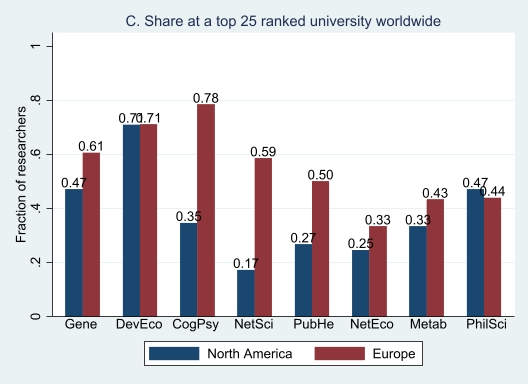 C. Share at a top 25 ranked university worldwide
Fraction of researchers
1
.8
.6
.4
.2
0
0.47 0.61 0.71 0.71 0.35 0.78 0.17 0.59 0.27 0.50 0.25 0.33 0.33 0.43 0.47 0.44
Gene DevEco CogPsy NetSci PubHe NetEco Metab PhilSci
North America Europe